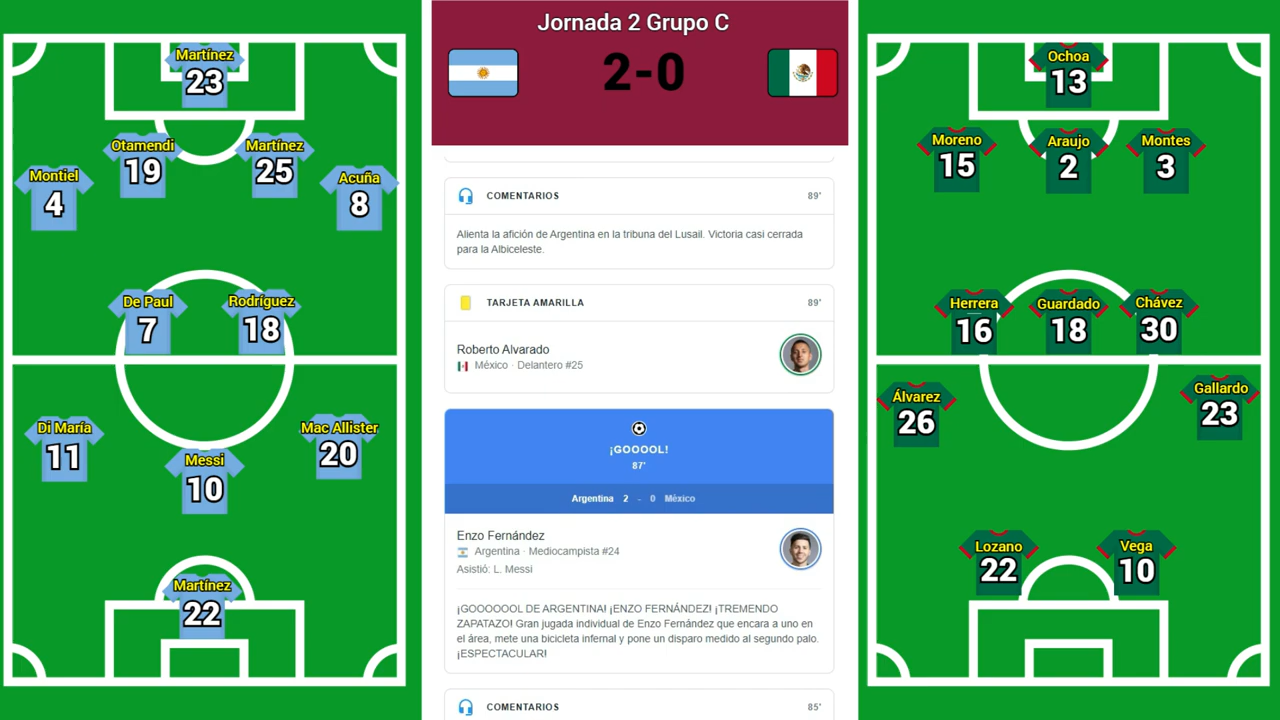 Martínez
23
Otamendi
19
Martínez
25
Montiel
4
Acuña
8
De Paul
7
Rodríguez
18
Di María
11
Mac Allister
20
Messi
10
Martínez
22
Jornada 2 Grupo C
2-0
COMENTARIOS 89'
Alienta la afición de Argentina en la tribuna del Lusail. Victoria casi cerrada
para la Albiceleste.
TARJETA AMARILLA 89'
Roberto Alvarado
México · Delantero #25
¡GOOOOL!
87'
Argentina 2 - 0 México
Enzo Fernández
Argentina · Mediocampista #24
Asistió: L. Messi
¡GOOOOOOL DE ARGENTINA! ¡ENZO FERNÁNDEZ! ¡TREMENDO
ZAPATAZO! Gran jugada individual de Enzo Fernández que encara a uno en
el área, mete una bicicleta infernal y pone un disparo medido al segundo palo.
¡ESPECTACULAR!
COMENTARIOS 85'
Ochoa
13
Moreno
15
Araujo
2
Montes
3
Herrera
16
Guardado
18
Chávez
30
Álvarez
26
Gallardo
23
Lozano
22
Vega
10